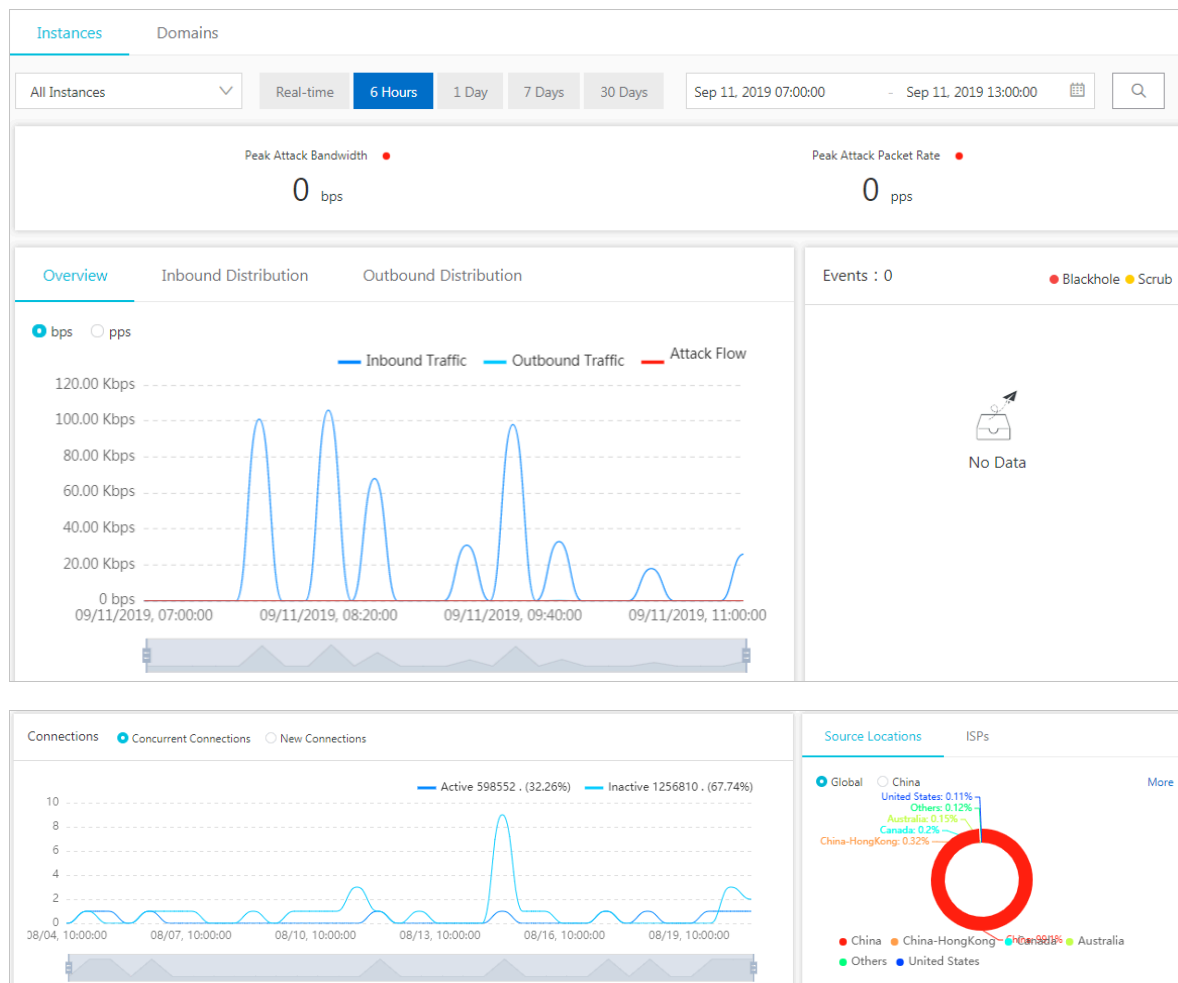 Instances Domains
All Instances Real-time 6 Hours 1 Day 7 Days 30 Days Sep 11, 2019 07:00:00 - Sep 11, 2019 13:00:00
Peak Attack Bandwidth Peak Attack Packet Rate
0 bps 0 pps
Overview Inbound Distribution Outbound Distribution
bps pps
Inbound Traffic Outbound Traffic Attack Flow
120.00 Kbps
100.00 Kbps
80.00 Kbps
60.00 Kbps
40.00 Kbps
20.00 Kbps
0 bps
09/11/2019, 07:00:00 09/11/2019, 08:20:00 09/11/2019, 09:40:00 09/11/2019, 11:00:00
Events : 0 Blackhole Scrub
No Data
Connections Concurrent Connections New Connections
Active 598552 . (32.26%) Inactive 1256810 . (67.74%)
10
8
6
4
2
0
08/04, 10:00:00 08/07, 10:00:00 08/10, 10:00:00 08/13, 10:00:00 08/16, 10:00:00 08/19, 10:00:00
Source Locations ISPs
Global China More
United States: 0.11%
Others: 0.12%
Australia: 0.15%
Canada: 0.2%
China-HongKong: 0.32%
China China-HongKong Canada Australia
Others United States